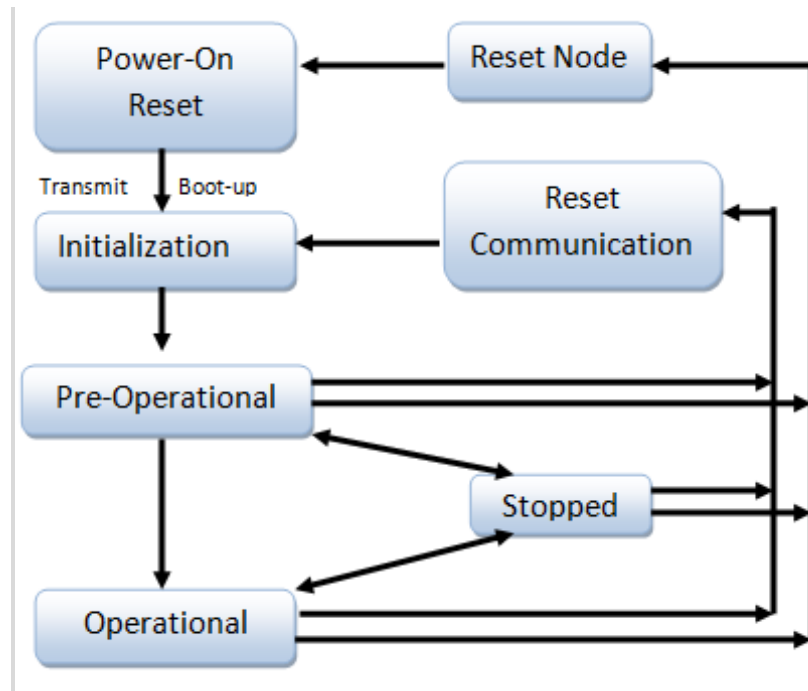 Power-On
Reset
Reset Node
Transmit Boot-up
Reset
Communication
Initialization
Pre-Operational
Stopped
Operational